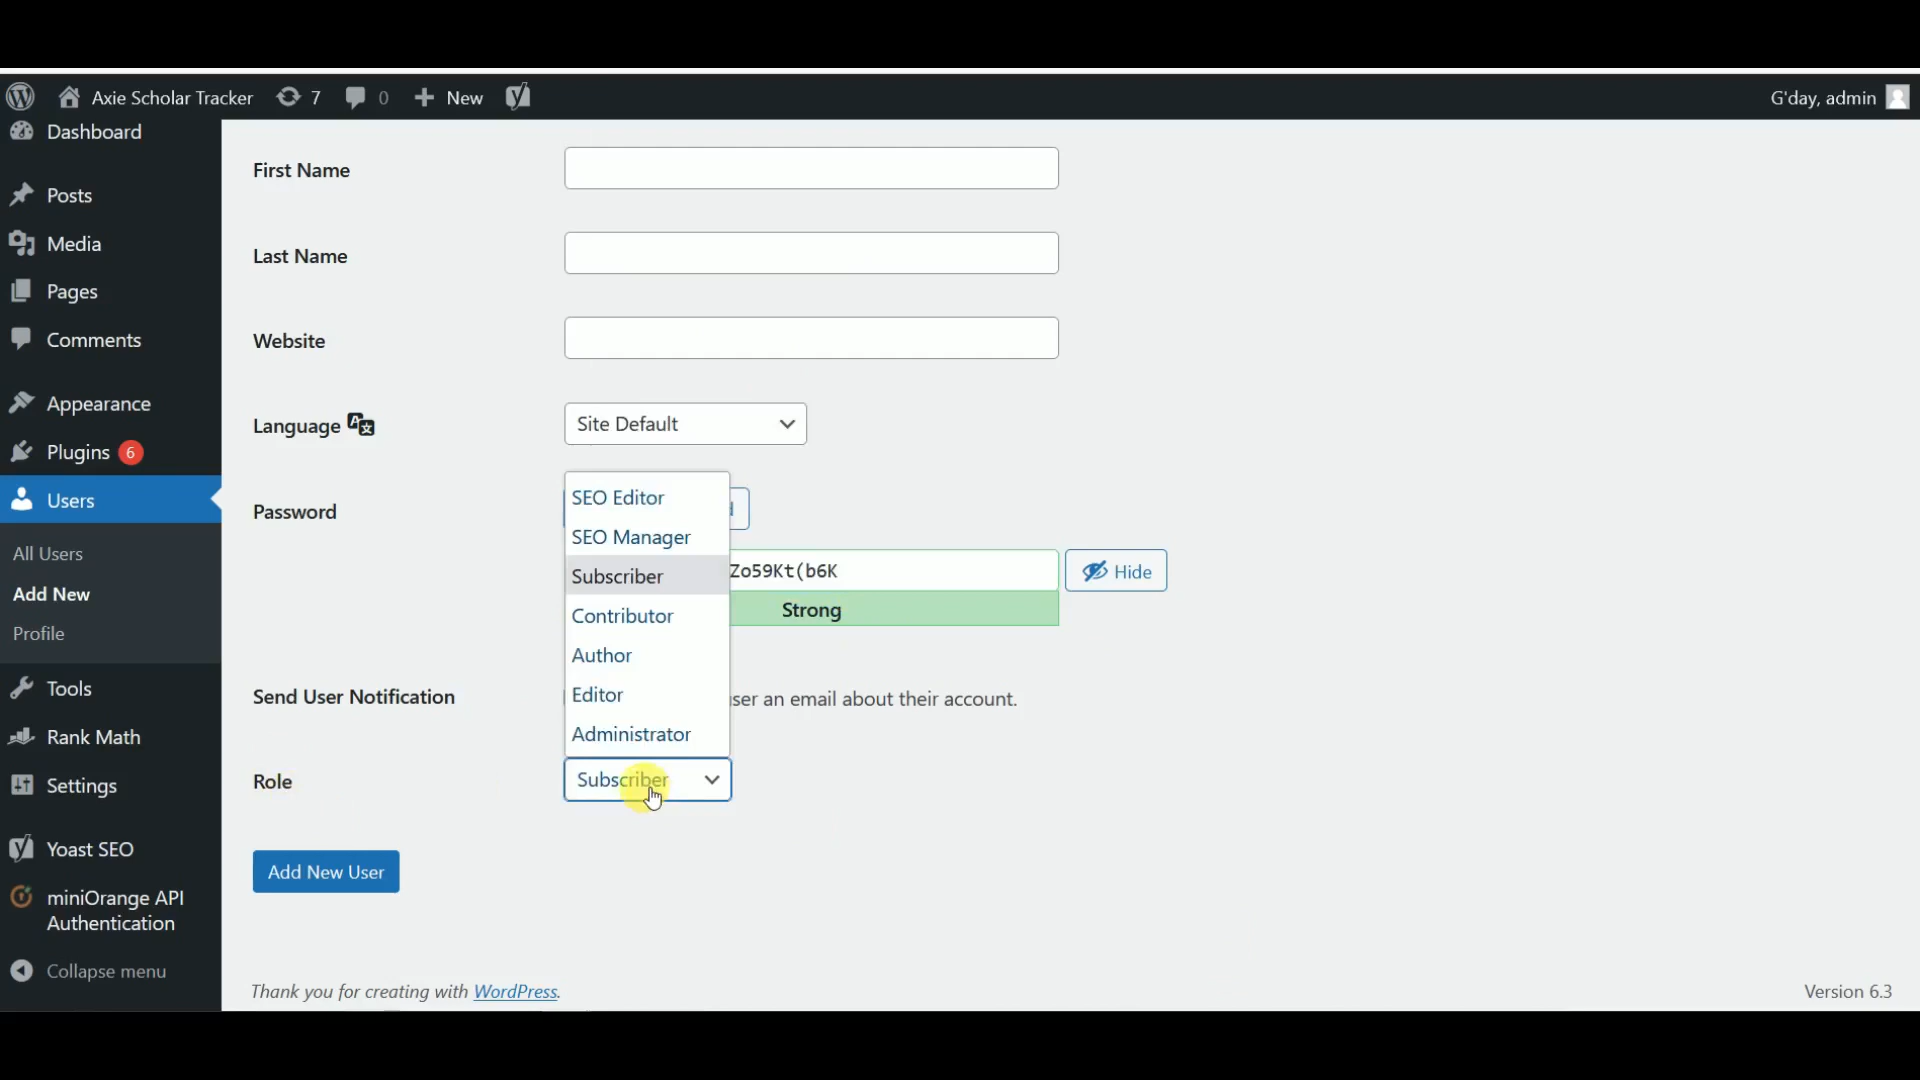 Axie Scholar Tracker 7 0 New G'day, admin
Dashboard
Posts
Media
Pages
Comments
Appearance
Plugins 6
Users
All Users
Add New
Profile
Tools
Rank Math
Settings
Yoast SEO
miniOrange API
Authentication
Collapse menu
First Name
Last Name
Website
Language Site Default
Password
SEO Editor
SEO Manager
Subscriber
Contributor
Author
Editor
Administrator
Zo59Kt(b6K Hide
Strong
Send User Notification
an email about their account.
Role Subscriber
Add New User
Thank you for creating with WordPress.
Version 6.3